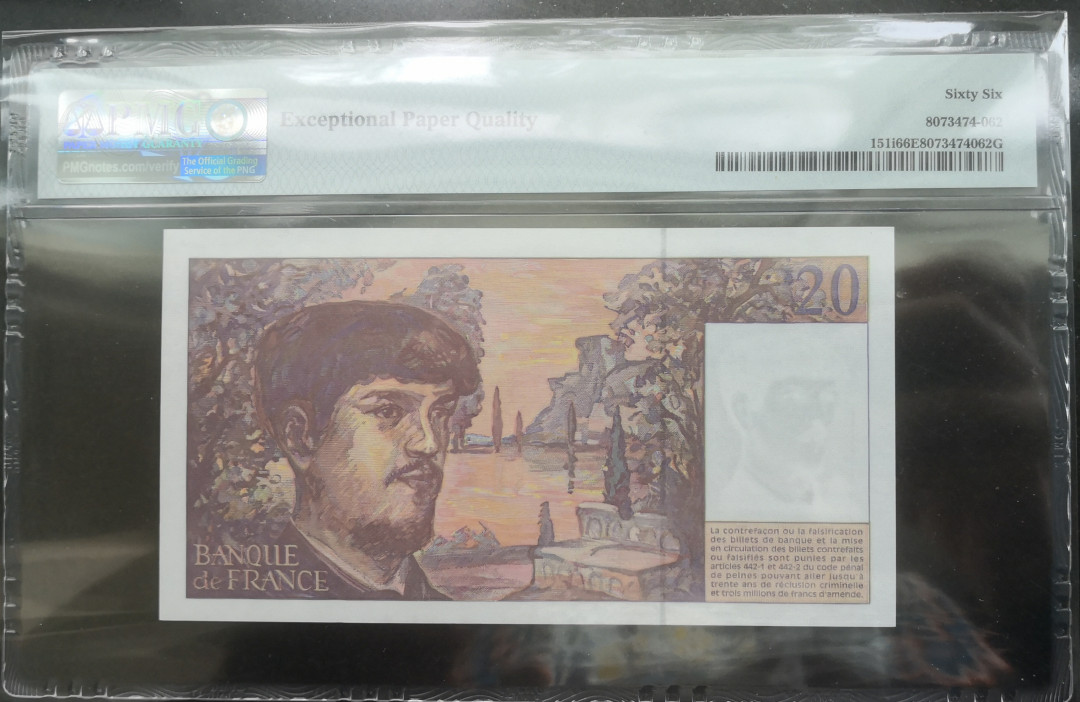 Sixty Six
PMG
Exceptional Paper Quality
8073474-062
GUARANTY
151i66E8073474062G
PMGnotes.com/verify
The Official Grading
Service of the PNG
20
La contrefaçon ou la falsification
des billets de banque et la mise
en circulation des billets contrefaits
ou falsifiés sont punies par les
articles 442-1 et 442-2 du code pénal
de peines pouvant aller jusqu'à
trente ans de réclusion criminelle
et trois millions de francs d'amende.
BANQUE
de FRANCE